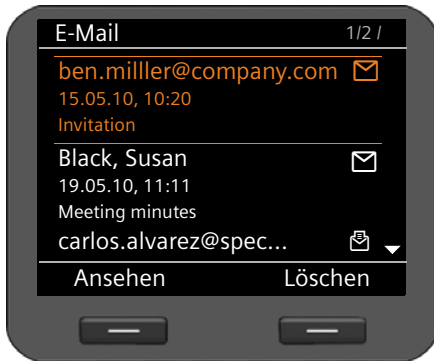 E-Mail 1/2 /
ben.milller@company.com
15.05.10, 10:20
Invitation
Black, Susan
19.05.10, 11:11
Meeting minutes
carlos.alvarez@spec...
Ansehen Löschen